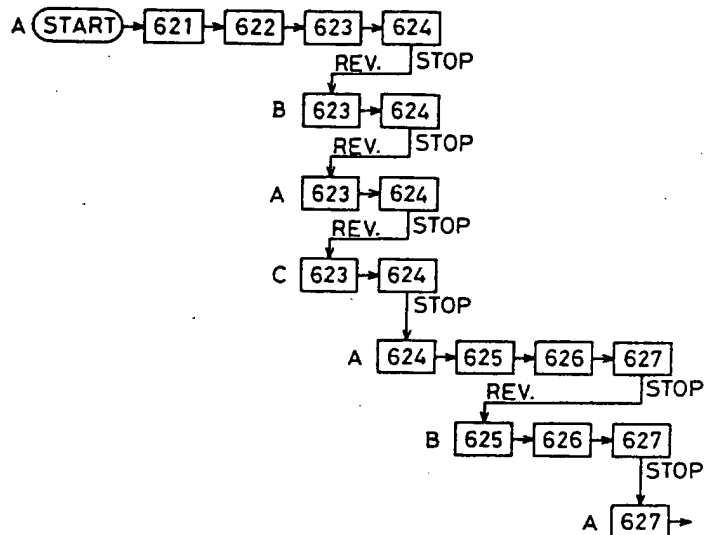 A START 621 622 623 624
REV. STOP
B 623 624
REV. STOP
A 623 624
REV. STOP
C 623 624
STOP
A 624 625 626 627
REV. STOP
B 625 626 627
STOP
A 627